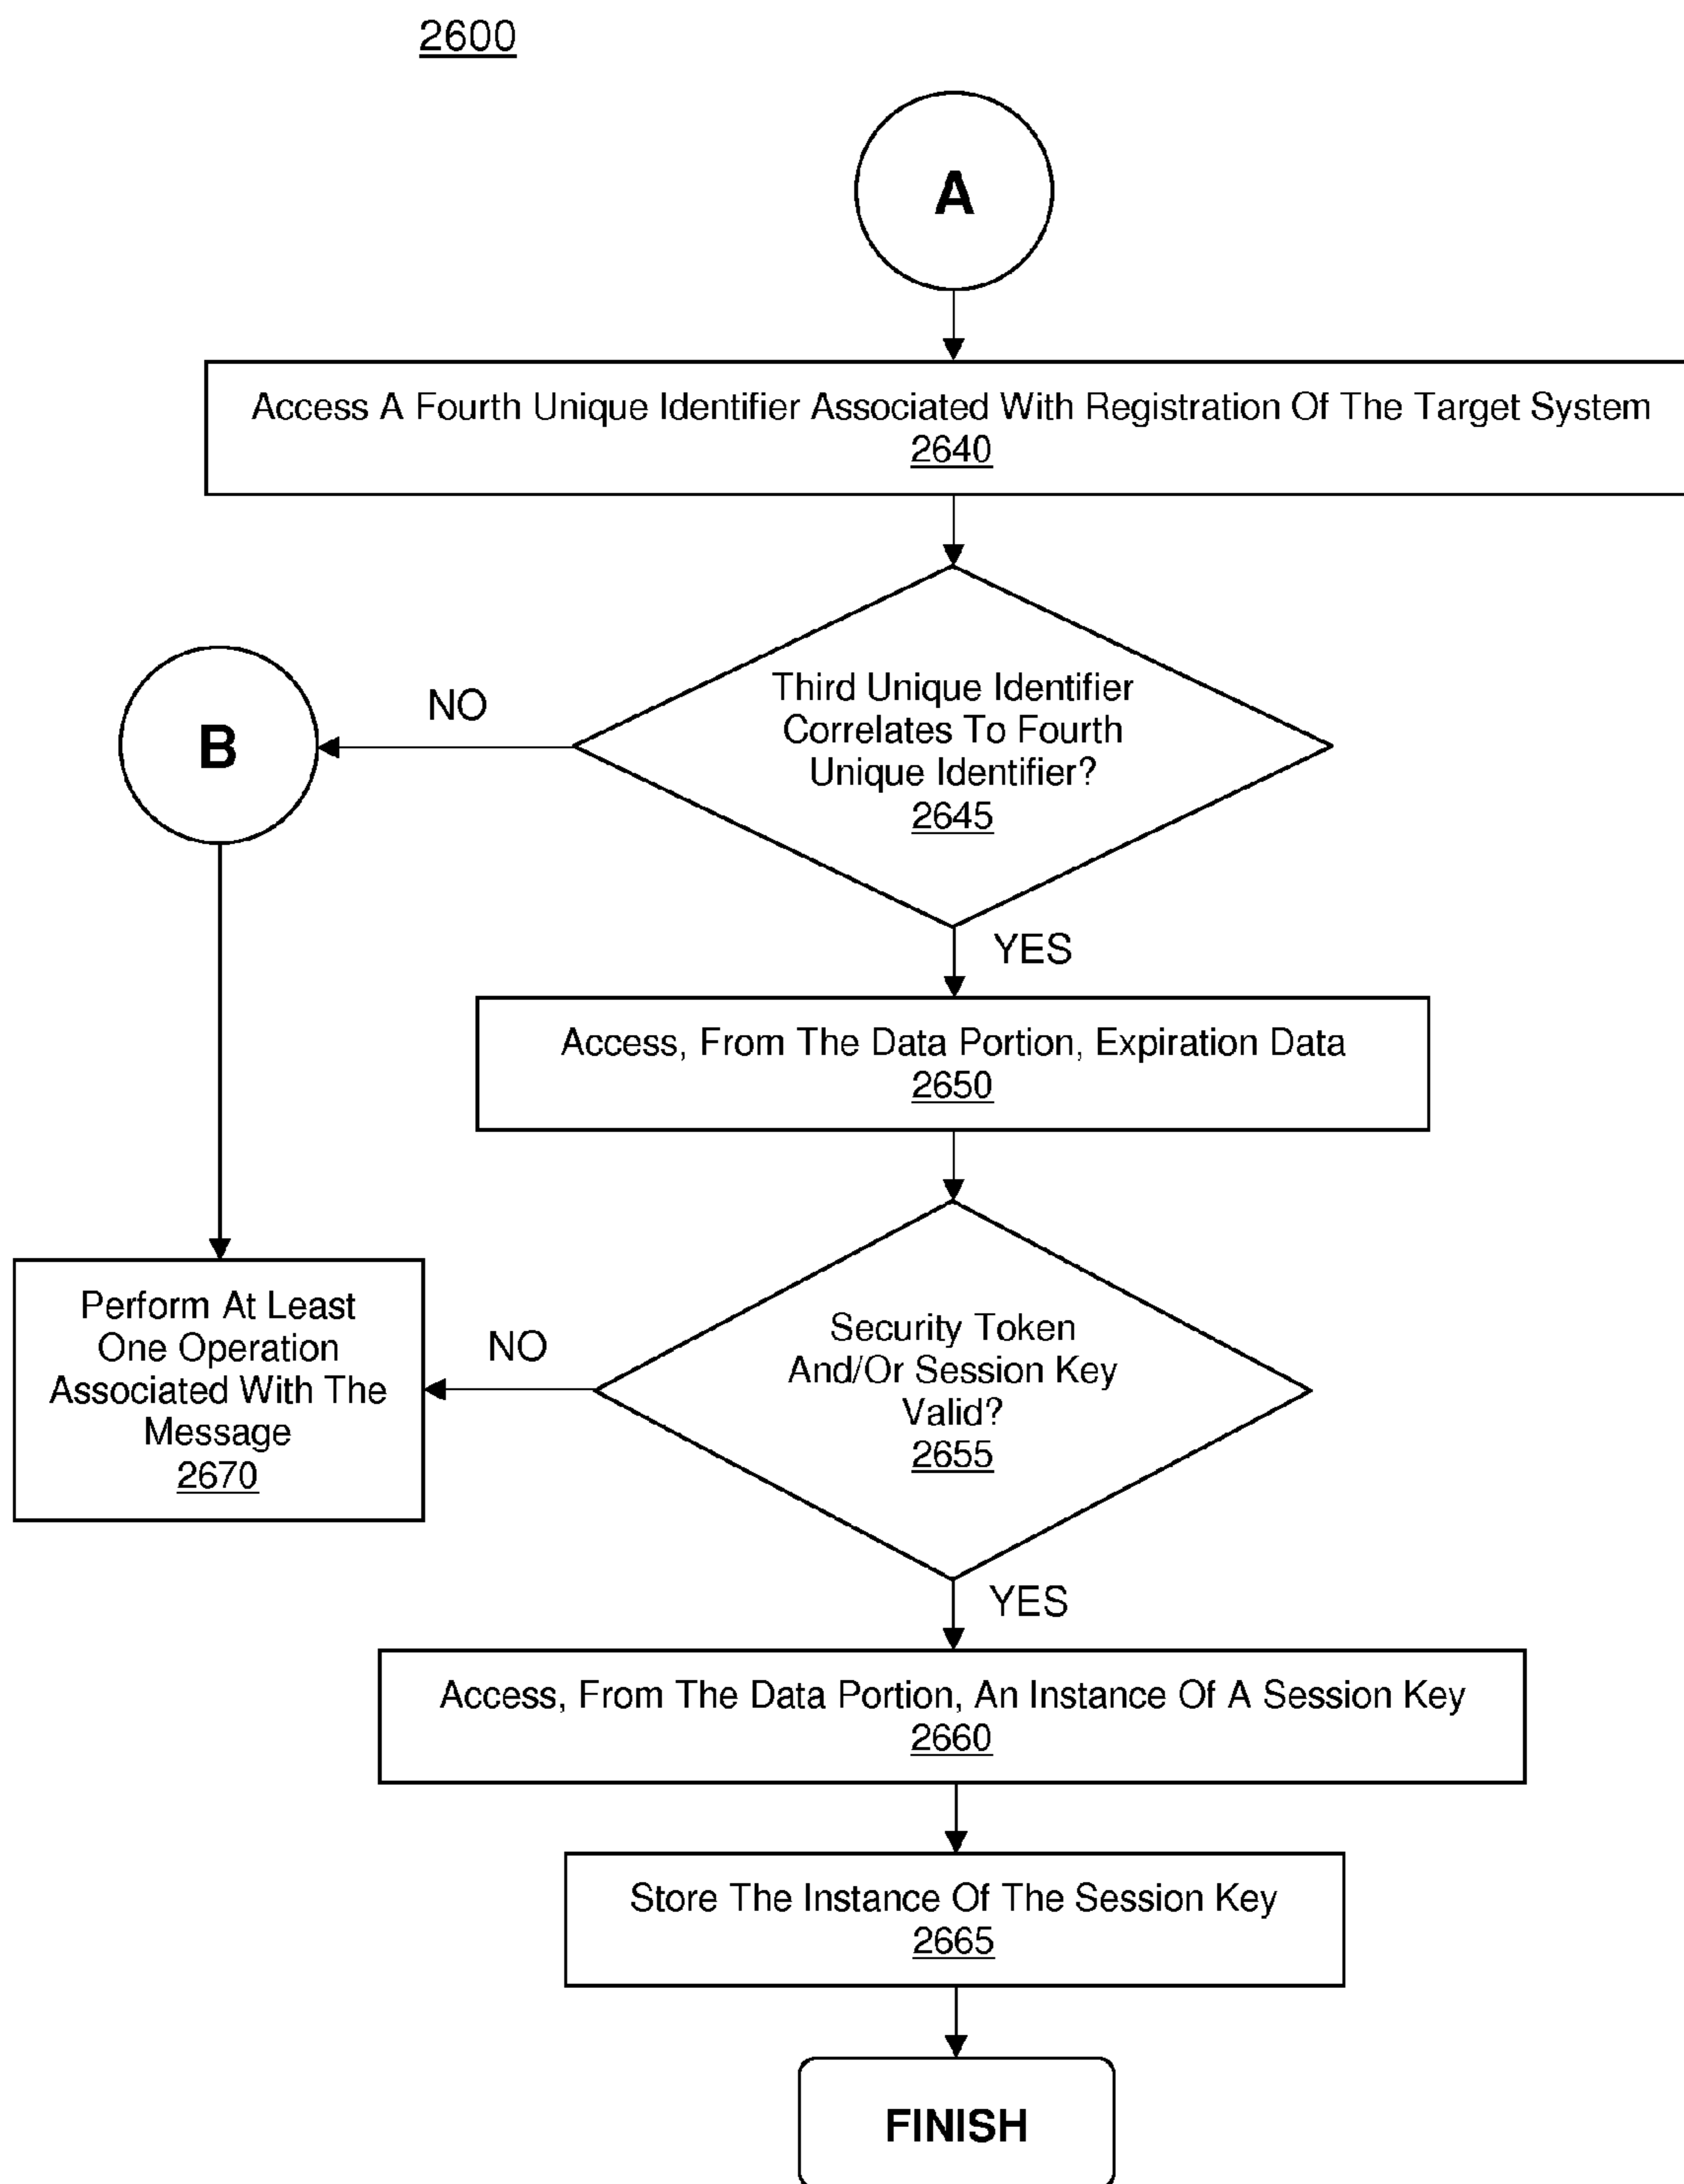 2600
A
Access A Fourth Unique Identifier Associated With Registration Of The Target System
2640
Third Unique Identifier
Correlates To Fourth
Unique Identifier?
2645
NO
B
YES
Access, From The Data Portion, Expiration Data
2650
Security Token
And/Or Session Key
Valid?
2655
NO
Perform At Least
One Operation
Associated With The
Message
2670
YES
Access, From The Data Portion, An Instance Of A Session Key
2660
Store The Instance Of The Session Key
2665
FINISH